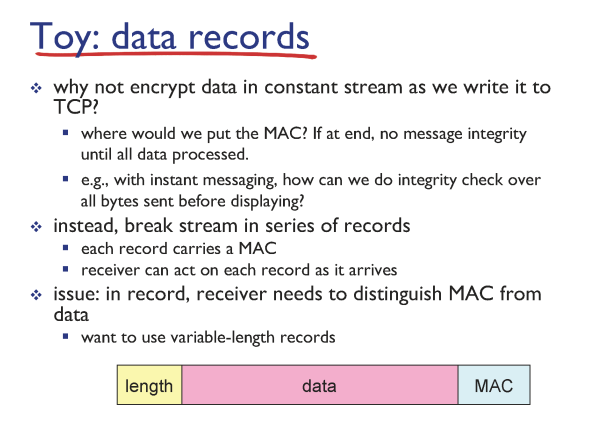 Toy: data records
why not encrypt data in constant stream as we write it to
TCP?
where would we put the MAC? If at end, no message integrity
until all data processed.
e.g., with instant messaging, how can we do integrity check over
all bytes sent before displaying?
instead, break stream in series of records
each record carries a MAC
receiver can act on each record as it arrives
issue: in record, receiver needs to distinguish MAC from
data
want to use variable-length records
length data MAC